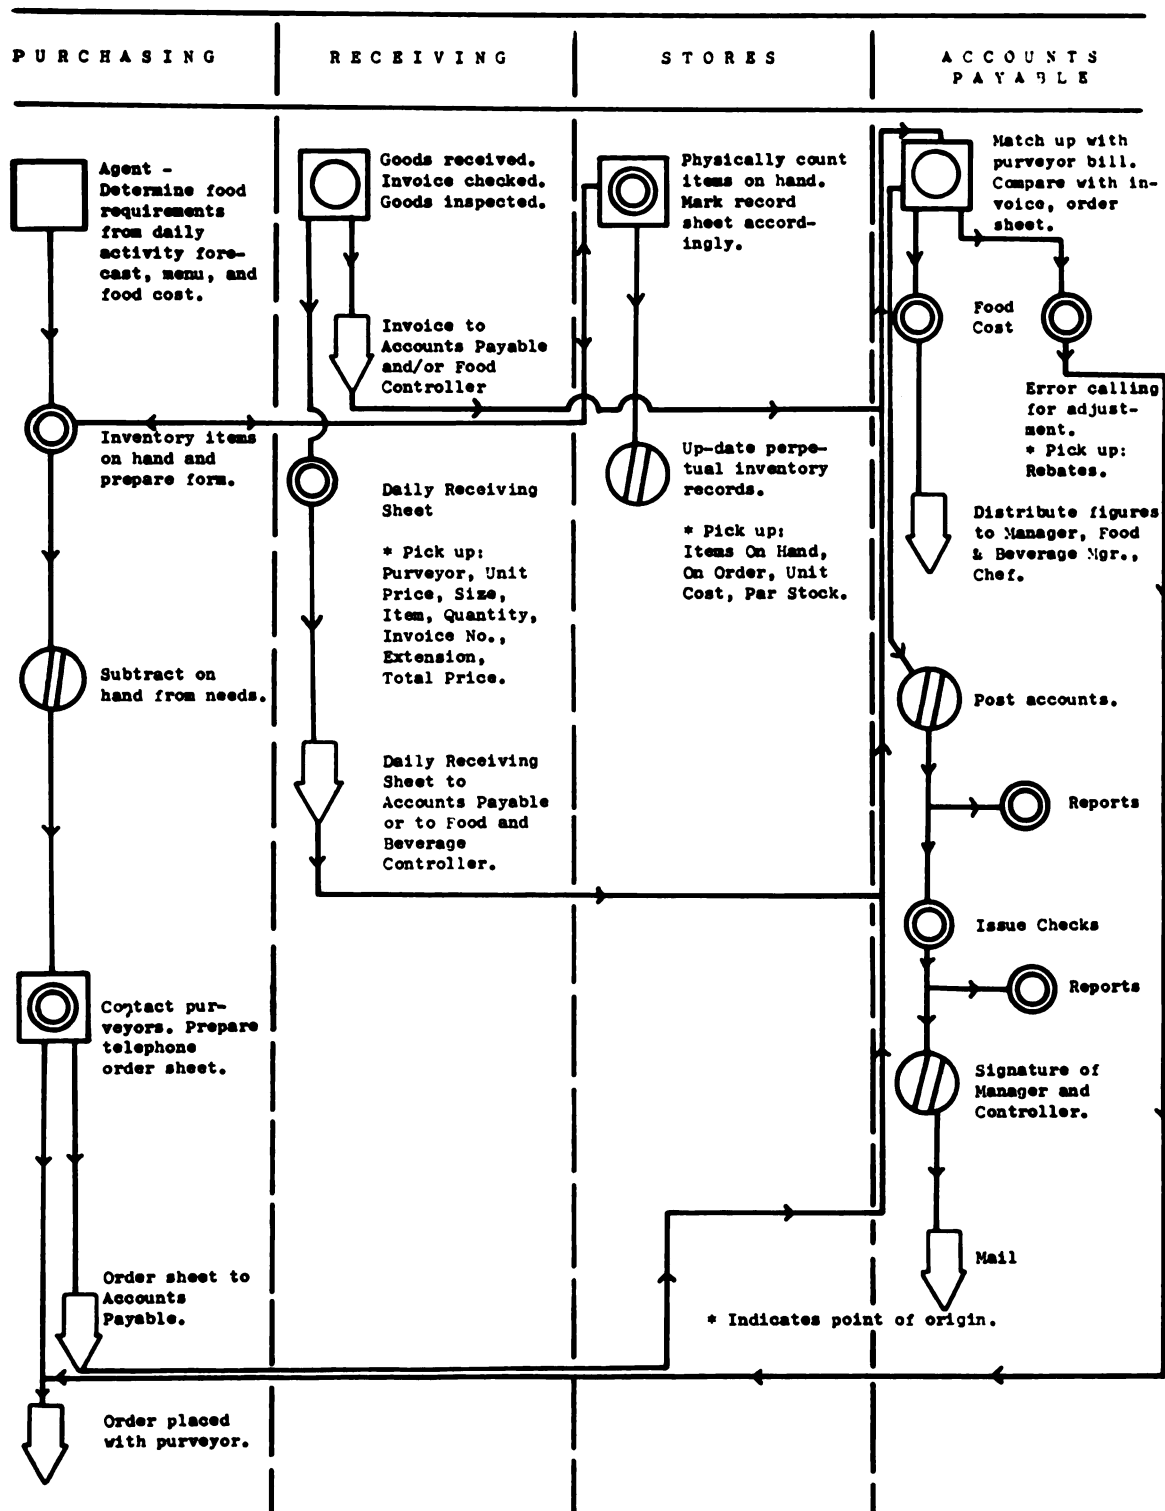 PURCHASING
RECEIVING
STORES
ACCOUNTS
PAYABLE
Agent -
Determine food
requirements
from daily
activity fore-
cast, menu, and
food cost.
Inventory items
on hand and
prepare form.
Subtract on
hand from needs.
Contact pur-
veyors. Prepare
telephone
order sheet.
Order sheet to
Accounts
Payable.
Order placed
with purveyor.
Goods received.
Invoice checked.
Goods inspected.
Invoice to
Accounts Payable
and/or Food
Controller
Daily Receiving
Sheet
* Pick up:
Purveyor, Unit
Price, Size,
Item, Quantity,
Invoice No.,
Extension,
Total Price.
Daily Receiving
Sheet to
Accounts Payable
or to Food and
Beverage
Controller.
Physically count
items on hand.
Mark record
sheet accord-
ingly.
Up-date perpe-
tual inventory
records.
* Pick up:
Items On Hand,
On Order, Unit
Cost, Par Stock.
Match up with
purveyor bill.
Compare with in-
voice, order
sheet.
Food
Cost
Error calling
for adjust-
ment.
* Pick up:
Rebates.
Distribute figures
to Manager, Food
& Beverage Mgr.,
Chef.
Post accounts.
Reports
Issue Checks
Reports
Signature of
Manager and
Controller.
Mail
* Indicates point of origin.